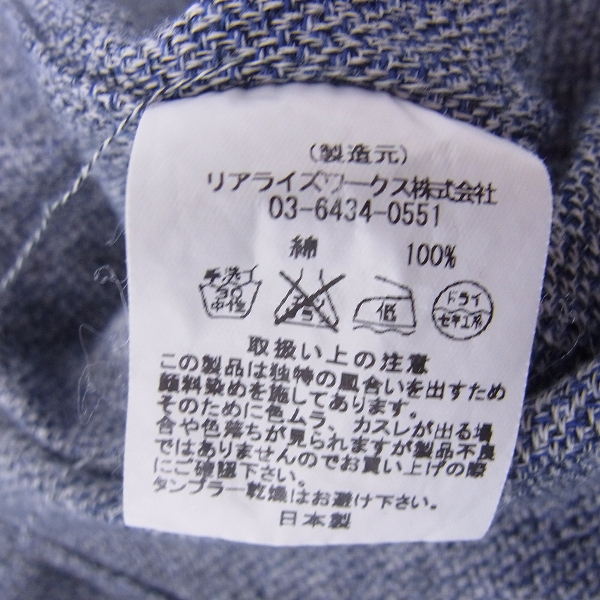 (製造元)
リアライズワークス株式会社
03-6434-0551
綿 100%
手洗イ 30 中性
エンソサラシ
低
ドライ セキユ系
取扱い上の注意
この製品は独特の風合いを出すため
顔料染めを施してあります。
そのために色ムラ、カスレが出る場
合や色落ちが見られますが製品不良
ではありませんのでお買い上げの際
にご確認下さい。
タンブラー乾燥はお避け下さい。
日本製